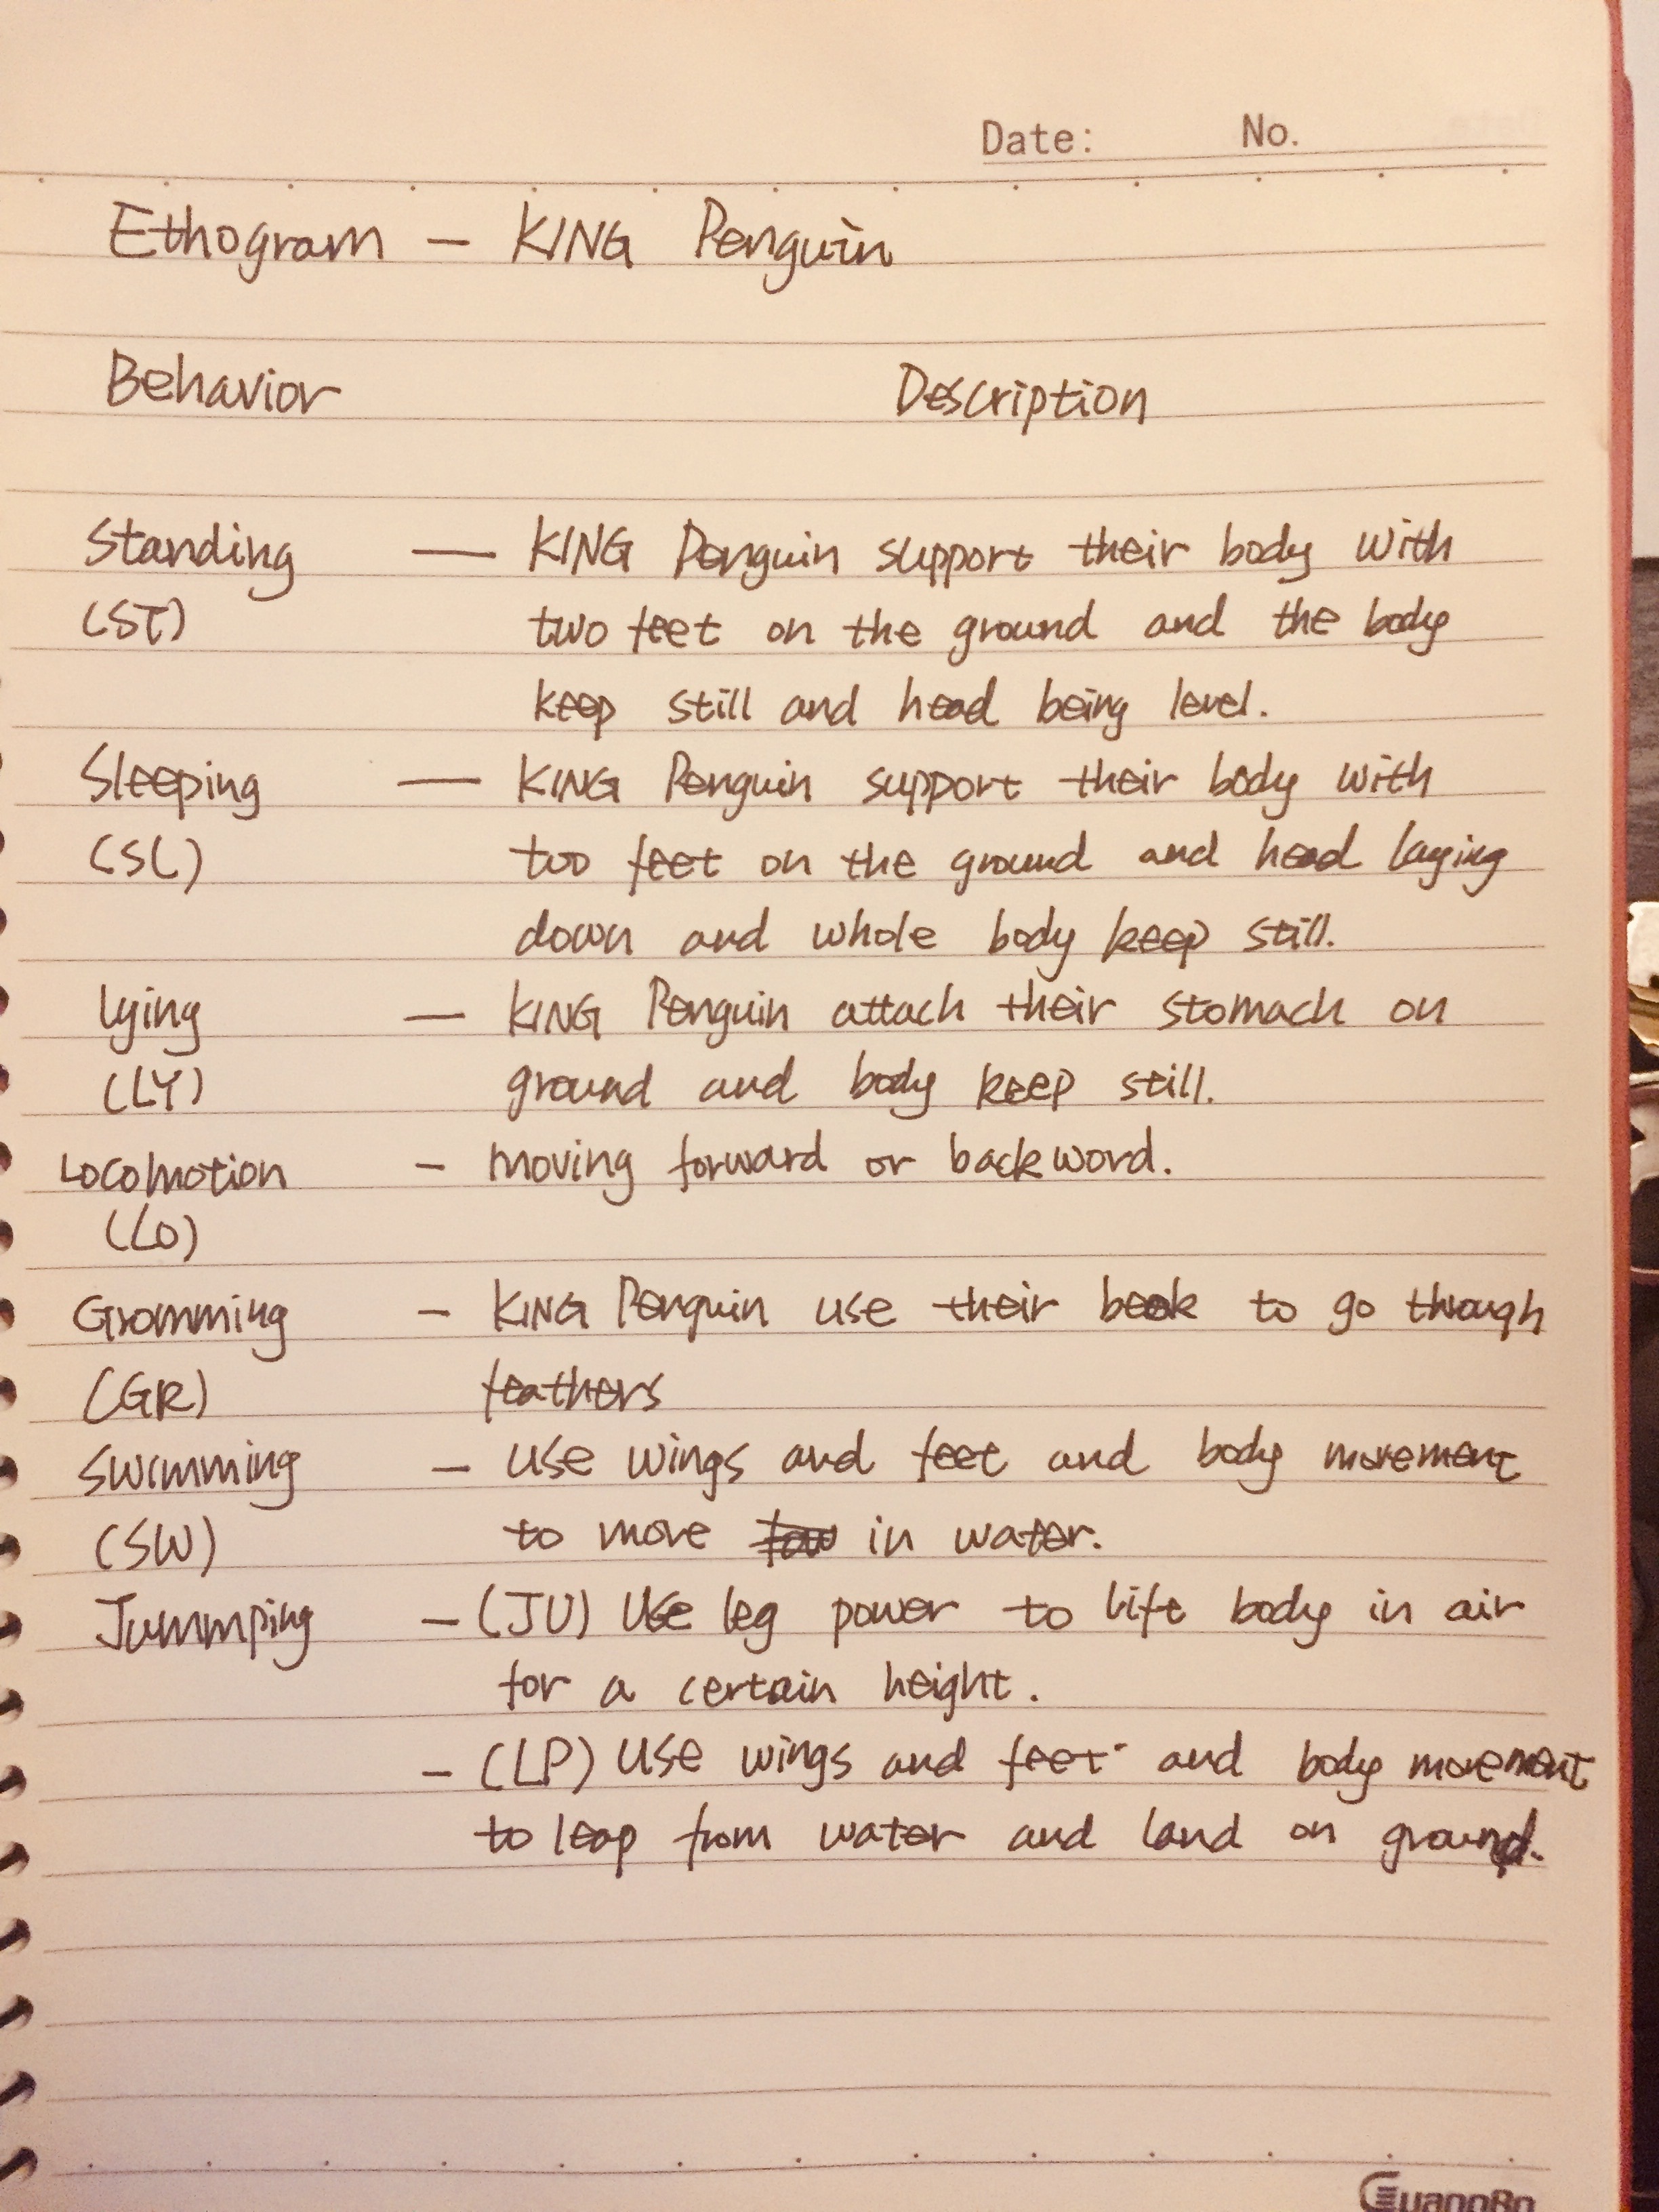 Date: No.
Ethogram — KING Penguin
Behavior Description
Standing — KING Penguin support their body with
(ST) two feet on the ground and the body
keep still and head being level.
Sleeping — KING Penguin support their body with
(SL) two feet on the ground and head laying
down and whole body keep still.
lying — KING Penguin attach their stomach on
(LY) ground and body keep still.
Locomotion - moving forward or backword.
(LO)
Gromming - KING Penguin use their beak to go through
(GR) feathers
Swimming - use wings and feet and body movement
(SW) to move in water.
Jummping - (JU) Use leg power to lift body in air
for a certain height.
- (LP) Use wings and feet and body movement
to leap from water and land on ground.